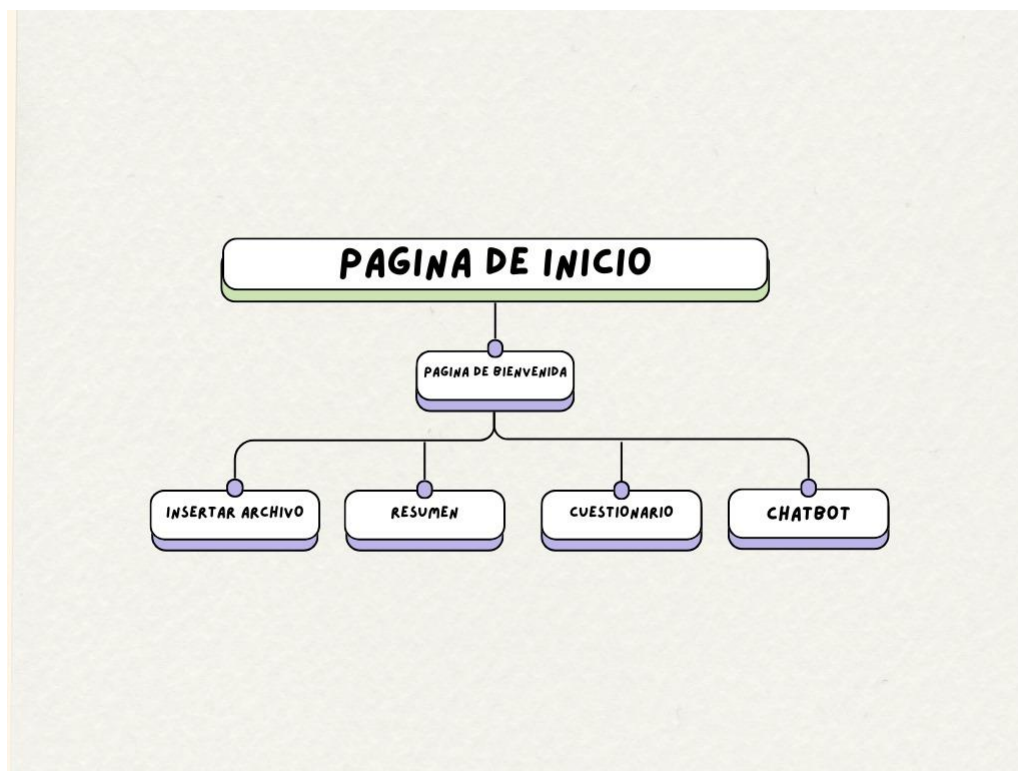 PAGINA DE INICIO
PAGINA DE BIENVENIDA
INSERTAR ARCHIVO
RESUMEN
CUESTIONARIO
CHATBOT